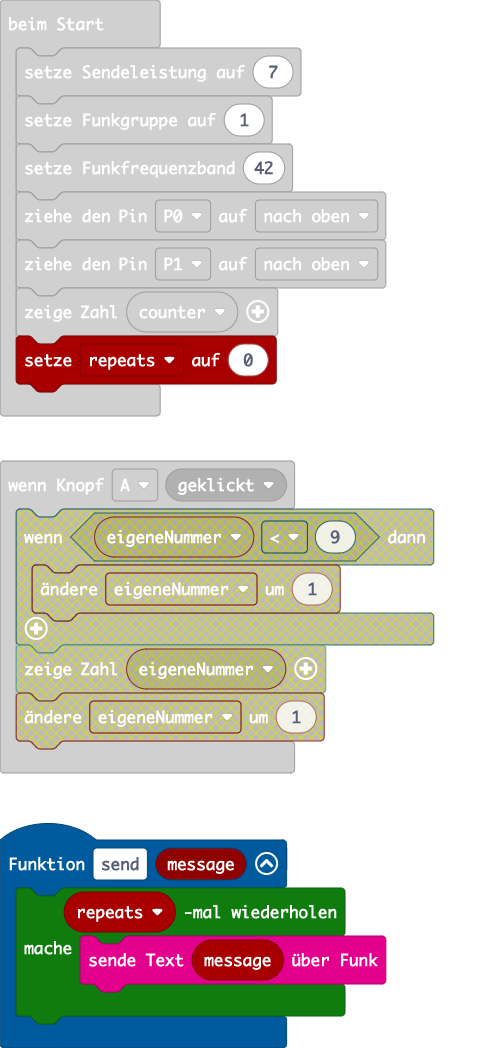 beim Start
setze Sendeleistung auf 7
setze Funkgruppe auf 1
setze Funkfrequenzband 42
ziehe den Pin P0 auf nach oben
ziehe den Pin P1 auf nach oben
zeige Zahl counter
setze repeats auf 0
wenn Knopf A geklickt
wenn eigeneNummer < 9 dann
ändere eigeneNummer um 1
zeige Zahl eigeneNummer
ändere eigeneNummer um 1
Funktion send message
repeats -mal wiederholen
mache sende Text message über Funk